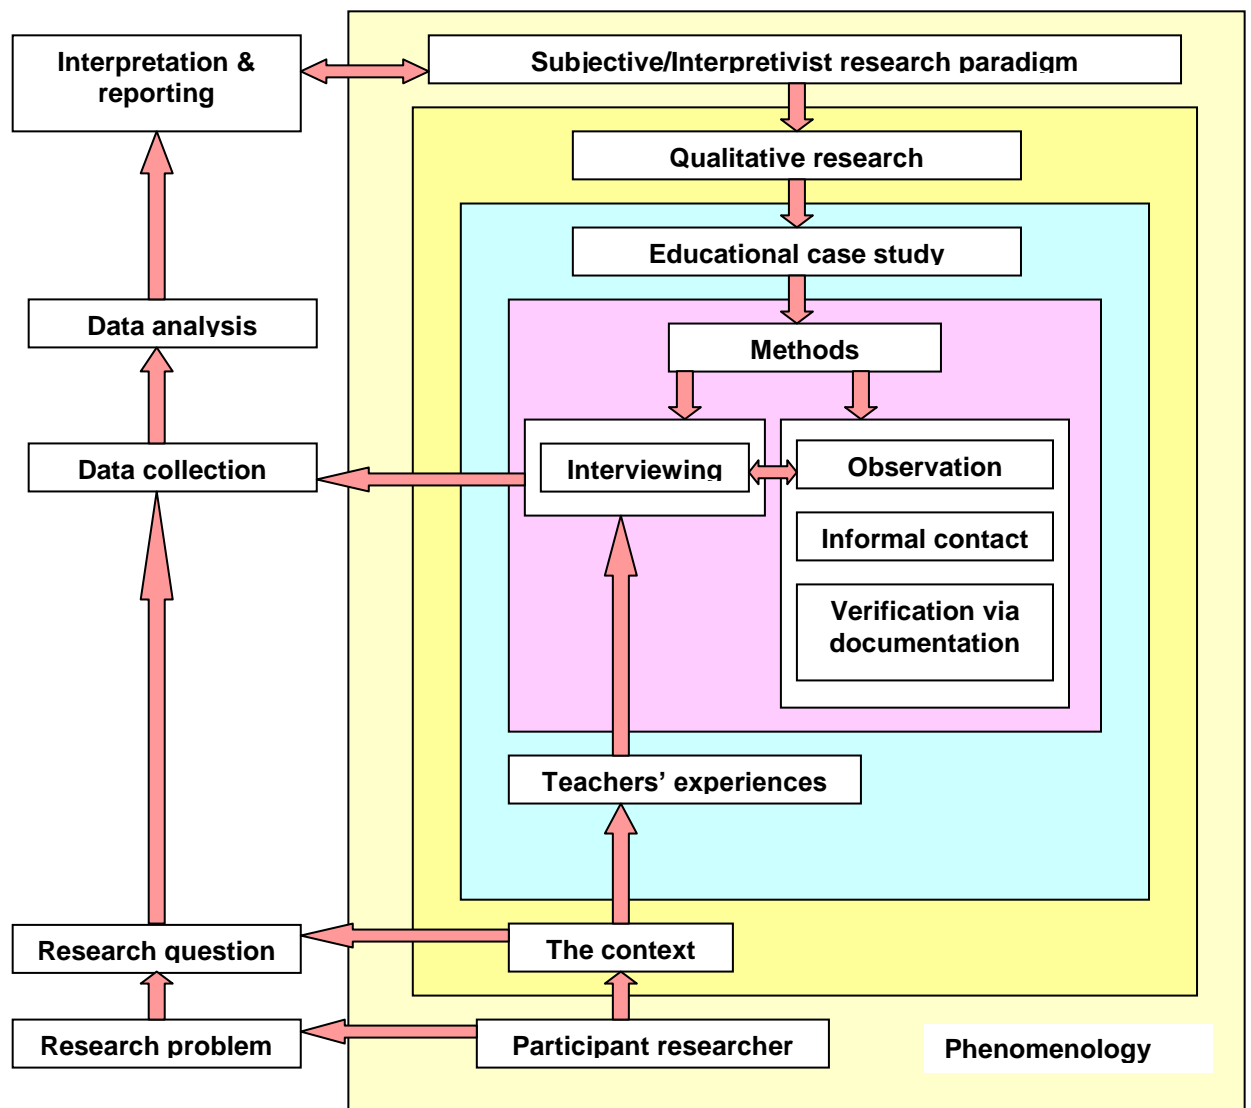 Interpretation &
reporting
Subjective/Interpretivist research paradigm
Qualitative research
Educational case study
Data analysis
Methods
Data collection
Interviewing
Observation
Informal contact
Verification via
documentation
Teachers’ experiences
Research question
The context
Research problem
Participant researcher
Phenomenology